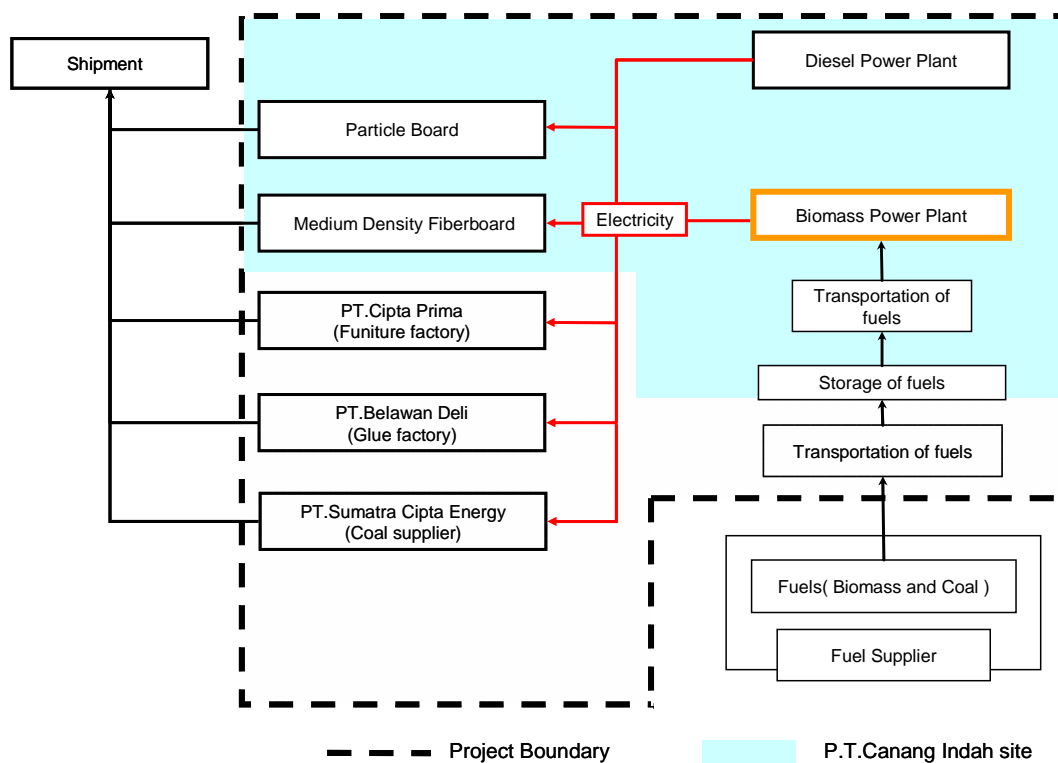 Shipment
Diesel Power Plant
Particle Board
Medium Density Fiberboard
Electricity
Biomass Power Plant
Transportation of
fuels
PT.Cipta Prima
(Funiture factory)
Storage of fuels
PT.Belawan Deli
(Glue factory)
Transportation of fuels
PT.Sumatra Cipta Energy
(Coal supplier)
Fuels( Biomass and Coal )
Fuel Supplier
Project Boundary
P.T.Canang Indah site